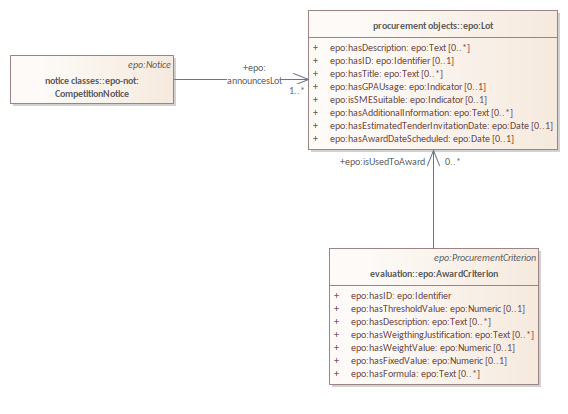 procurement objects::epo:Lot
+ epo:hasDescription: epo:Text [0..*]
+ epo:hasID: epo:Identifier [0..1]
+ epo:hasTitle: epo:Text [0..*]
+ epo:hasGPAUsage: epo:Indicator [0..1]
+ epo:isSMESuitable: epo:Indicator [0..1]
+ epo:hasAdditionalInformation: epo:Text [0..*]
+ epo:hasEstimatedTenderInvitationDate: epo:Date [0..1]
+ epo:hasAwardDateScheduled: epo:Date [0..1]
epo:Notice
notice classes::epo-not:
CompetitionNotice
+epo:
announcesLot
1..*
+epo:isUsedToAward
0..*
epo:ProcurementCriterion
evaluation::epo:AwardCriterion
+ epo:hasID: epo:Identifier
+ epo:hasThresholdValue: epo:Numeric [0..1]
+ epo:hasDescription: epo:Text [0..*]
+ epo:hasWeigthingJustification: epo:Text [0..*]
+ epo:hasWeightValue: epo:Numeric [0..1]
+ epo:hasFixedValue: epo:Numeric [0..1]
+ epo:hasFormula: epo:Text [0..*]